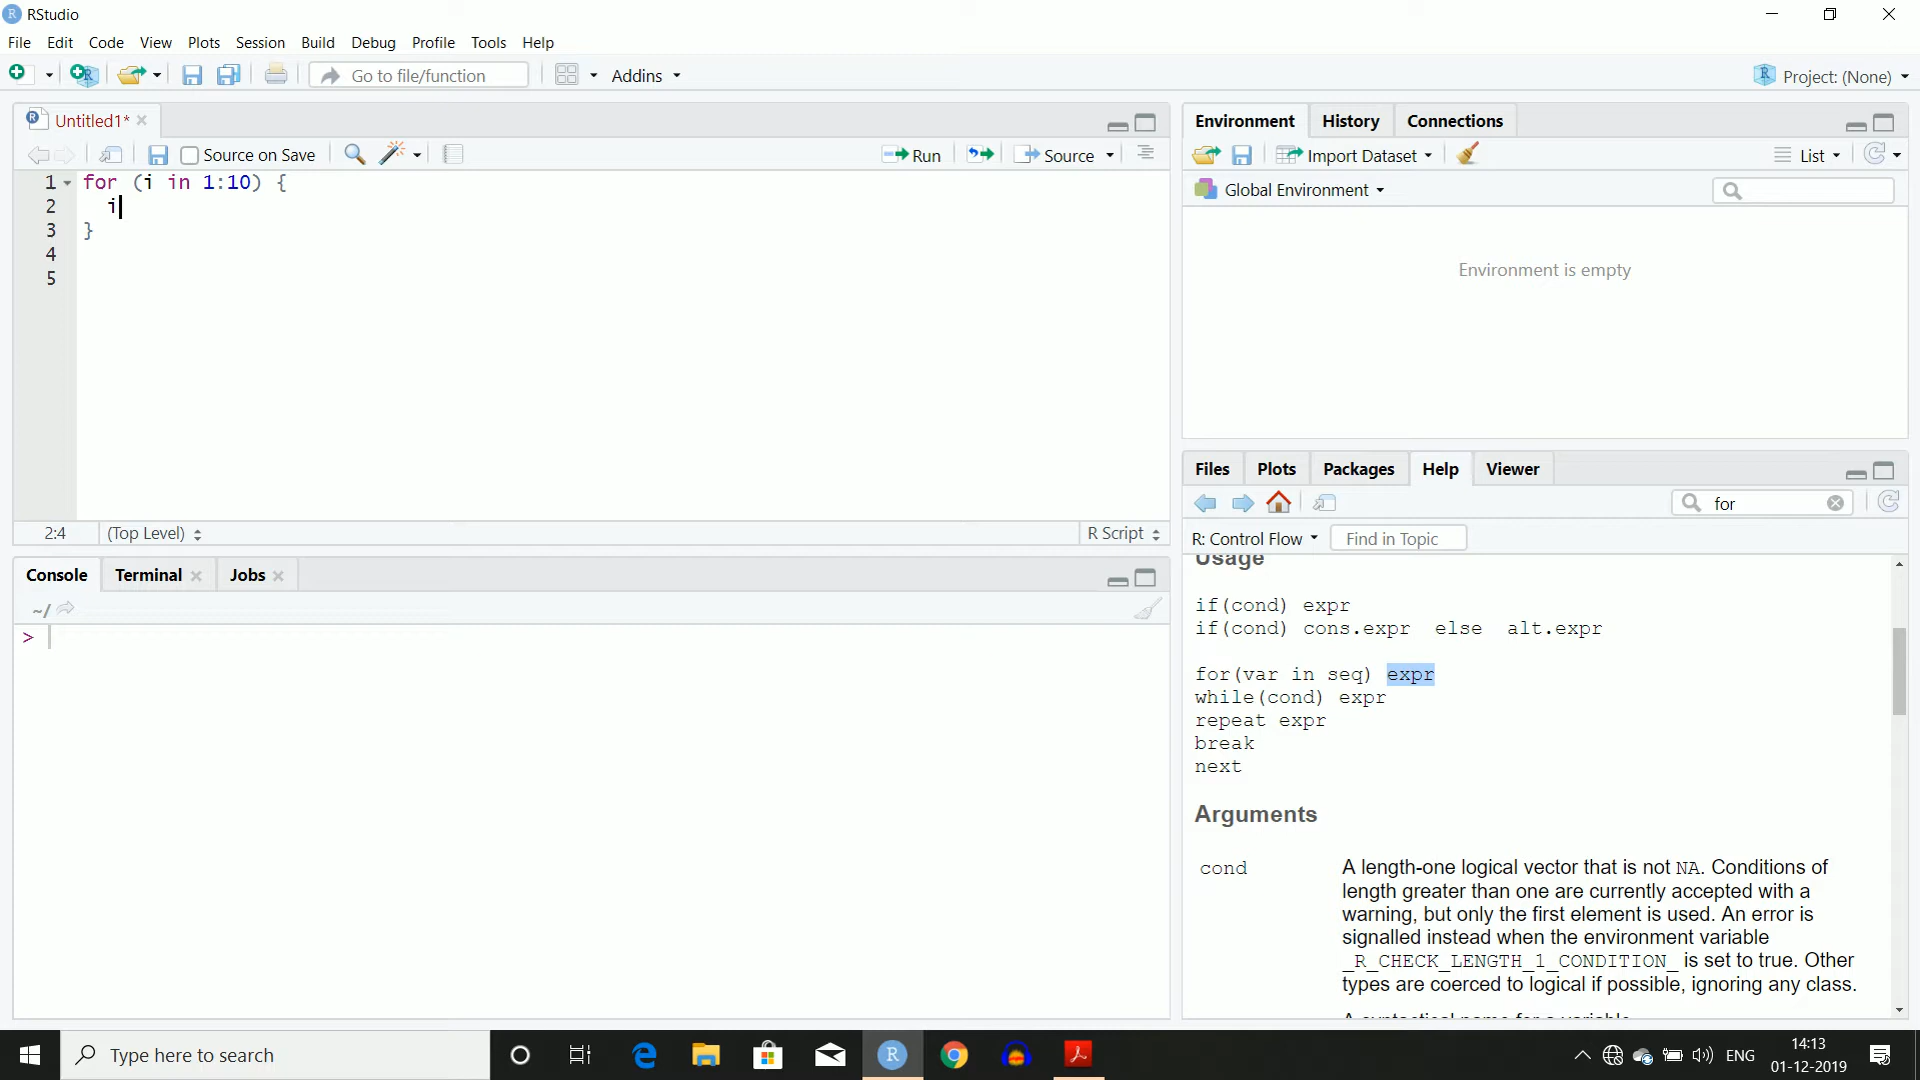 RStudio
File Edit Code View Plots Session Build Debug Profile Tools Help
Go to file/function Addins Project: (None)
Untitled1*
Source on Save Run Source
1 for (i in 1:10) {
2 i
3 }
4
5
2:4 (Top Level) R Script
Console Terminal Jobs
~/
>
Environment History Connections
Import Dataset List
Global Environment
Environment is empty
Files Plots Packages Help Viewer
for
R: Control Flow Find in Topic
Usage
if(cond) expr
if(cond) cons.expr else alt.expr
for(var in seq) expr
while(cond) expr
repeat expr
break
next
Arguments
cond A length-one logical vector that is not NA. Conditions of
length greater than one are currently accepted with a
warning, but only the first element is used. An error is
signalled instead when the environment variable
_R_CHECK_LENGTH_1_CONDITION_ is set to true. Other
types are coerced to logical if possible, ignoring any class.
A syntactical name for a variable.
Type here to search
ENG
14:13
01-12-2019